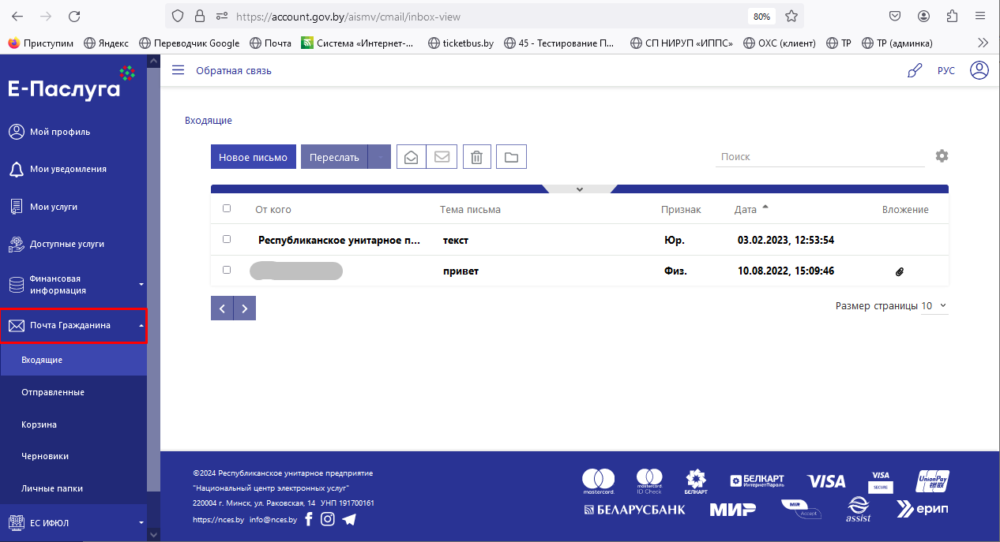 https://account.gov.by/aismv/cmail/inbox-view
80%
Приступим
Яндекс
Переводчик Google
Почта
Система «Интернет-...
ticketbus.by
45 - Тестирование П...
СП НИРУП «ИППС»
ОХС (клиент)
ТР
ТР (админка)
Е-Паслуга
Обратная связь
РУС
Мой профиль
Мои уведомления
Мои услуги
Доступные услуги
Финансовая
информация
Почта Гражданина
Входящие
Отправленные
Корзина
Черновики
Личные папки
ЕС ИФЮЛ
Входящие
Новое письмо
Переслать
Поиск
От кого Тема письма Признак Дата Вложение
Республиканское унитарное п... текст Юр. 03.02.2023, 12:53:54
привет Физ. 10.08.2022, 15:09:46
Размер страницы 10
©2024 Республиканское унитарное предприятие
"Национальный центр электронных услуг"
220004 г. Минск, ул. Раковская, 14 УНП 191700161
https://nces.by info@nces.by
mastercard.
mastercard.
ID Check
БЕЛКАРТ
БЕЛКАРТ
ИнтернетПароль
VISA
VISA
SECURE
UnionPay
银联
БЕЛАРУСБАНК
МИР
МИР
Accept
assist
ерип